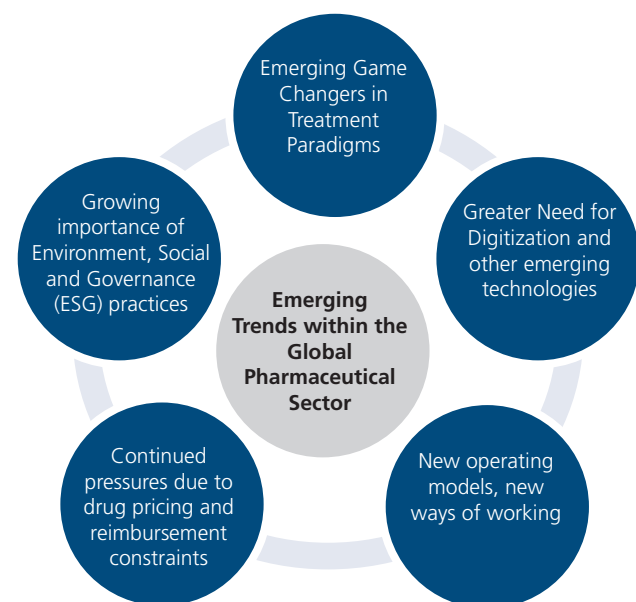 Emerging Game
Changers in
Treatment
Paradigms
Growing
importance of
Environment, Social
and Governance
(ESG) practices
Greater Need for
Digitization and
other emerging
technologies
Emerging
Trends within the
Global
Pharmaceutical
Sector
Continued
pressures due to
drug pricing and
reimbursement
constraints
New operating
models, new
ways of working